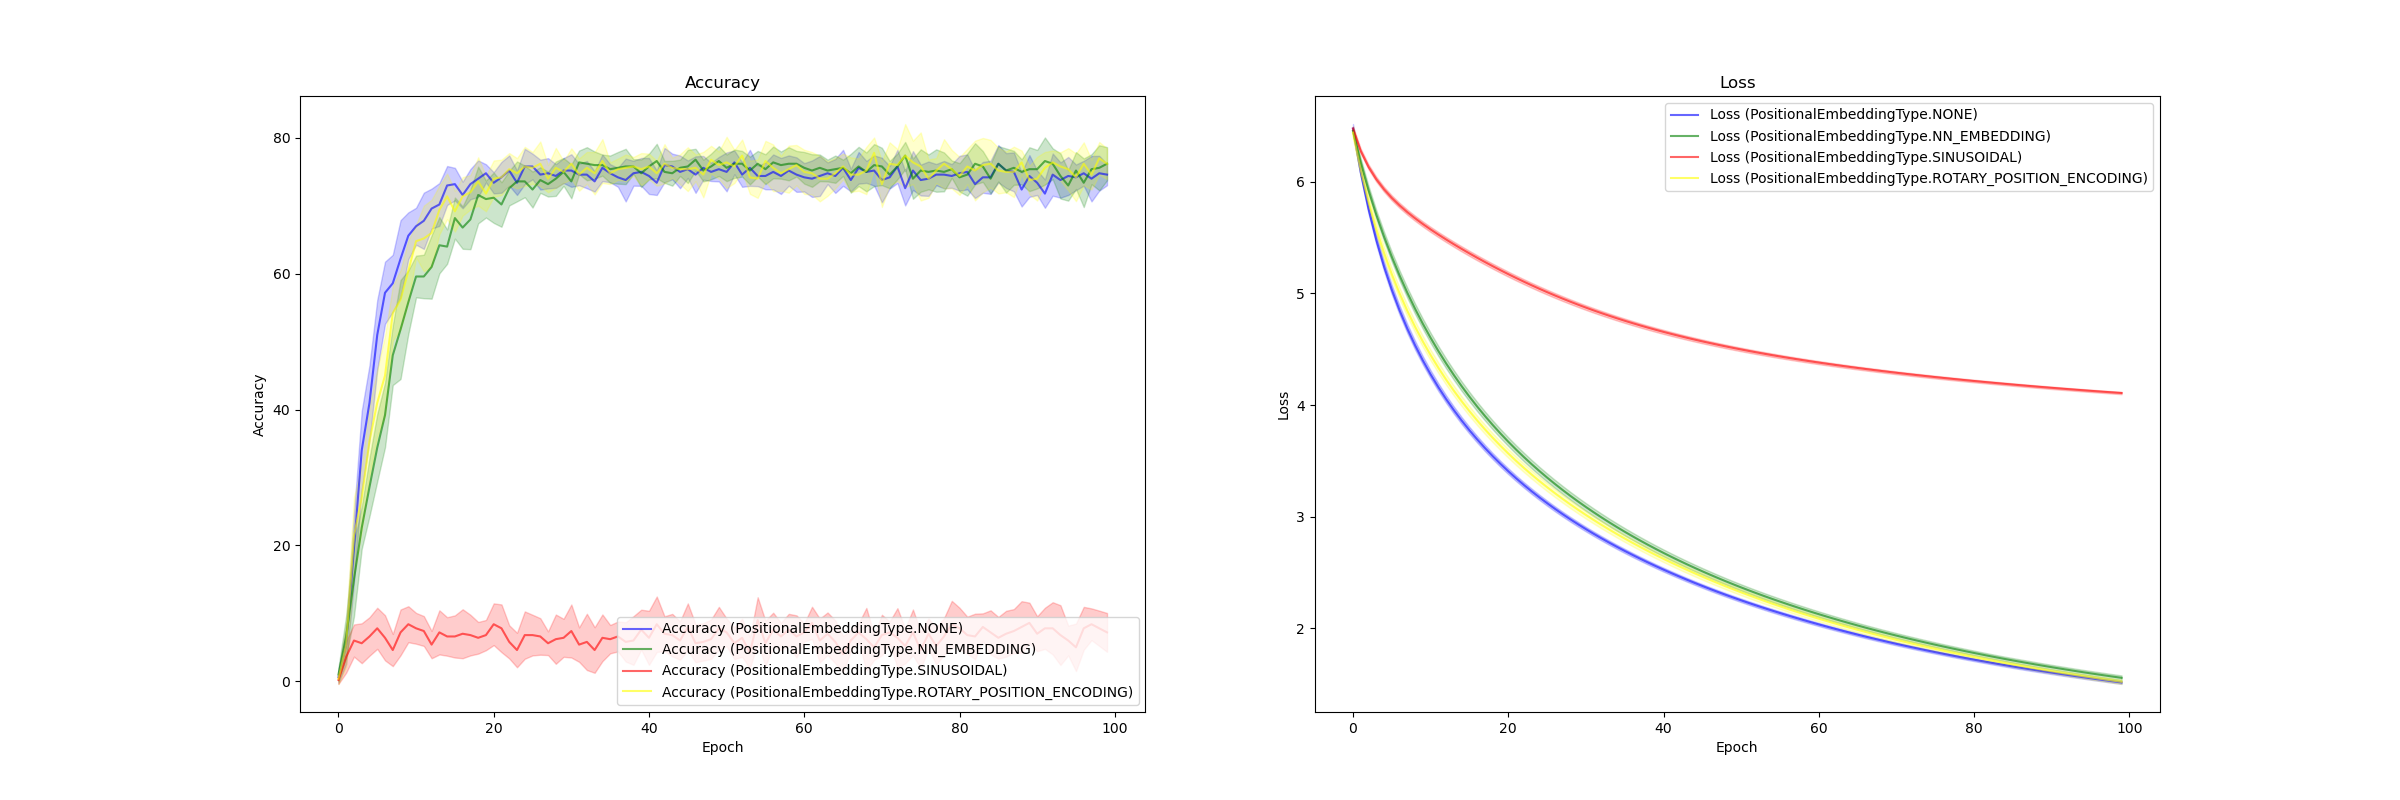 Accuracy
80
60
40
20
0
Accuracy
0 20 40 60 80 100
Epoch
Accuracy (PositionalEmbeddingType.NONE)
Accuracy (PositionalEmbeddingType.NN_EMBEDDING)
Accuracy (PositionalEmbeddingType.SINUSOIDAL)
Accuracy (PositionalEmbeddingType.ROTARY_POSITION_ENCODING)
Loss
Loss (PositionalEmbeddingType.NONE)
Loss (PositionalEmbeddingType.NN_EMBEDDING)
Loss (PositionalEmbeddingType.SINUSOIDAL)
Loss (PositionalEmbeddingType.ROTARY_POSITION_ENCODING)
6
5
4
3
2
Loss
0 20 40 60 80 100
Epoch